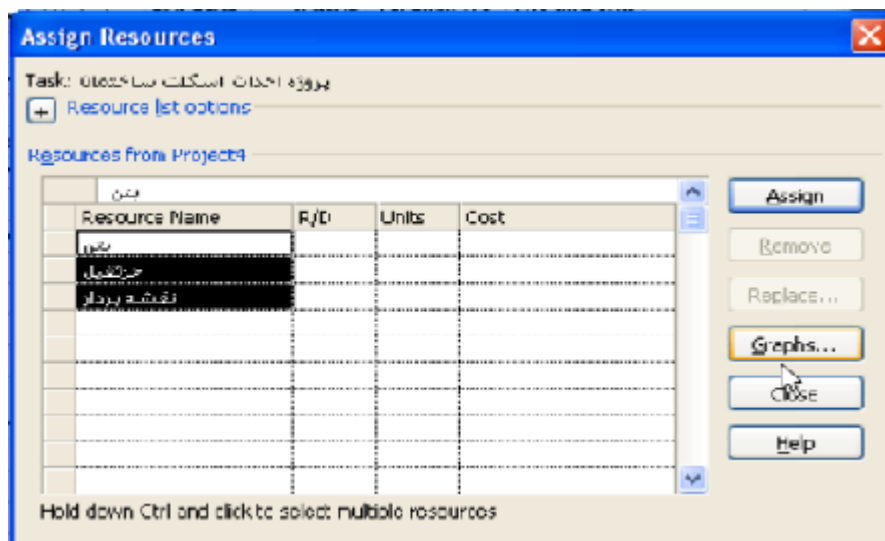 Assign Resources
Task: پروژه احداث اسکلت ساختمان
+ Resource list options
Resources from Project4
بتن
Assign
Resource Name R/D Units Cost
بتن
Remove
جرثقیل
نقشه بردار
Replace...
Graphs...
Close
Help
Hold down Ctrl and click to select multiple resources